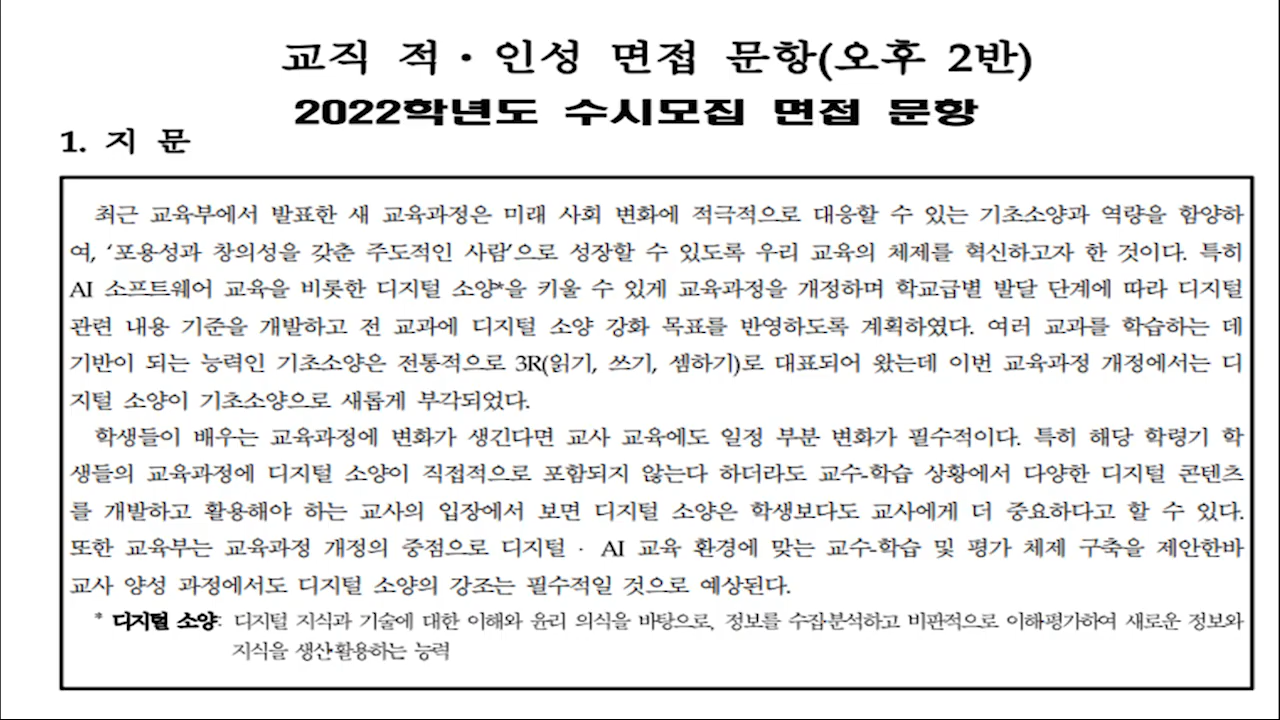 교직 적·인성 면접 문항(오후 2반)
2022학년도 수시모집 면접 문항
1. 지 문
최근 교육부에서 발표한 새 교육과정은 미래 사회 변화에 적극적으로 대응할 수 있는 기초소양과 역량을 함양하
여, ‘포용성과 창의성을 갖춘 주도적인 사람’으로 성장할 수 있도록 우리 교육의 체제를 혁신하고자 한 것이다. 특히
AI 소프트웨어 교육을 비롯한 디지털 소양*을 키울 수 있게 교육과정을 개정하며 학교급별 발달 단계에 따라 디지털
관련 내용 기준을 개발하고 전 교과에 디지털 소양 강화 목표를 반영하도록 계획하였다. 여러 교과를 학습하는 데
기반이 되는 능력인 기초소양은 전통적으로 3R(읽기, 쓰기, 셈하기)로 대표되어 왔는데 이번 교육과정 개정에서는 디
지털 소양이 기초소양으로 새롭게 부각되었다.
학생들이 배우는 교육과정에 변화가 생긴다면 교사 교육에도 일정 부분 변화가 필수적이다. 특히 해당 학령기 학
생들의 교육과정에 디지털 소양이 직접적으로 포함되지 않는다 하더라도 교수-학습 상황에서 다양한 디지털 콘텐츠
를 개발하고 활용해야 하는 교사의 입장에서 보면 디지털 소양은 학생보다도 교사에게 더 중요하다고 할 수 있다.
또한 교육부는 교육과정 개정의 중점으로 디지털 · AI 교육 환경에 맞는 교수-학습 및 평가 체제 구축을 제안한바
교사 양성 과정에서도 디지털 소양의 강조는 필수적일 것으로 예상된다.
* 디지털 소양: 디지털 지식과 기술에 대한 이해와 윤리 의식을 바탕으로, 정보를 수집·분석하고 비판적으로 이해·평가하여 새로운 정보와
지식을 생산·활용하는 능력